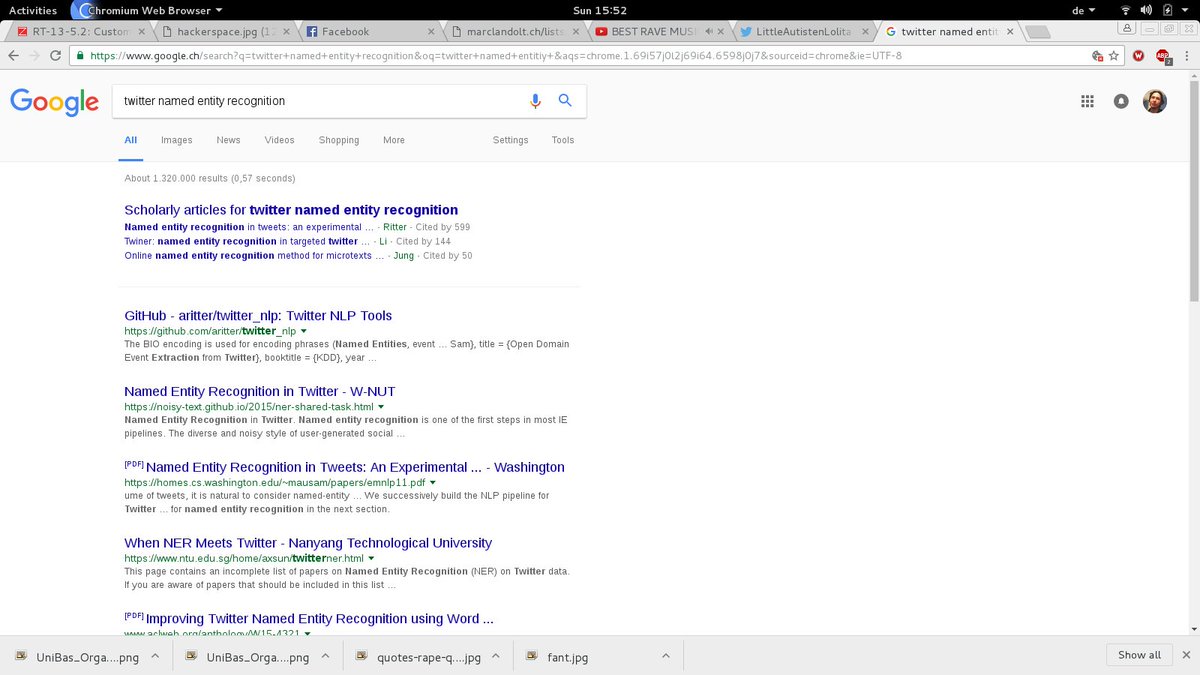 Activities Chromium Web Browser Sun 15:52 de
RT-13-5.2: Custom hackerspace.jpg (12 Facebook marclandolt.ch/lists BEST RAVE MUSI LittleAutistenLolita twitter named entit
https://www.google.ch/search?q=twitter+named+entity+recognition&oq=twitter+named+entitiy+&aqs=chrome.1.69i57j0l2j69i64.6598j0j7&sourceid=chrome&ie=UTF-8
Google twitter named entity recognition
All Images News Videos Shopping More Settings Tools
About 1.320.000 results (0,57 seconds)
Scholarly articles for twitter named entity recognition
Named entity recognition in tweets: an experimental ... - Ritter - Cited by 599
Twiner: named entity recognition in targeted twitter ... - Li - Cited by 144
Online named entity recognition method for microtexts ... - Jung - Cited by 50
GitHub - aritter/twitter_nlp: Twitter NLP Tools
https://github.com/aritter/twitter_nlp
The BIO encoding is used for encoding phrases (Named Entities, event ... Sam}, title = {Open Domain
Event Extraction from Twitter}, booktitle = {KDD}, year ...
Named Entity Recognition in Twitter - W-NUT
https://noisy-text.github.io/2015/ner-shared-task.html
Named Entity Recognition in Twitter. Named entity recognition is one of the first steps in most IE
pipelines. The diverse and noisy style of user-generated social ...
[PDF] Named Entity Recognition in Tweets: An Experimental ... - Washington
https://homes.cs.washington.edu/~mausam/papers/emnlp11.pdf
ume of tweets, it is natural to consider named-entity ... We successively build the NLP pipeline for
Twitter ... for named entity recognition in the next section.
When NER Meets Twitter - Nanyang Technological University
https://www.ntu.edu.sg/home/axsun/twitterner.html
This page contains an incomplete list of papers on Named Entity Recognition (NER) on Twitter data.
If you are aware of papers that should be included in this list ...
[PDF] Improving Twitter Named Entity Recognition using Word ...
www.aclweb.org/anthology/W15-4321
UniBas_Orga....png UniBas_Orga....png quotes-rape-q....jpg fant.jpg Show all